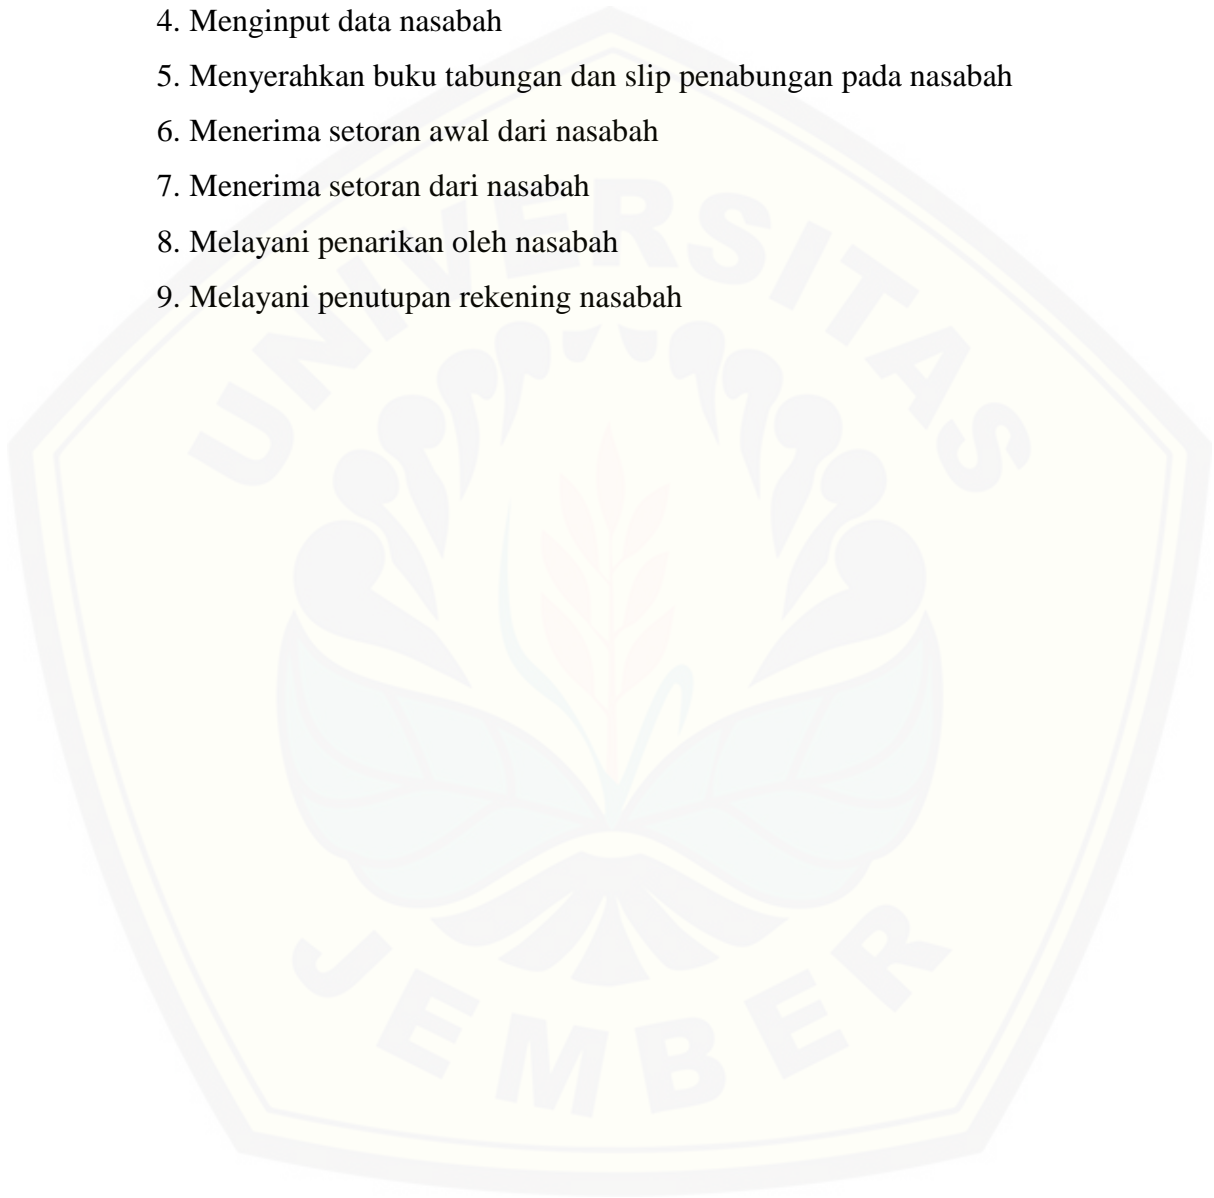 4. Menginput data nasabah
5. Menyerahkan buku tabungan dan slip penabungan pada nasabah
6. Menerima setoran awal dari nasabah
7. Menerima setoran dari nasabah
8. Melayani penarikan oleh nasabah
9. Melayani penutupan rekening nasabah
UNIVERSITAS
JEMBER